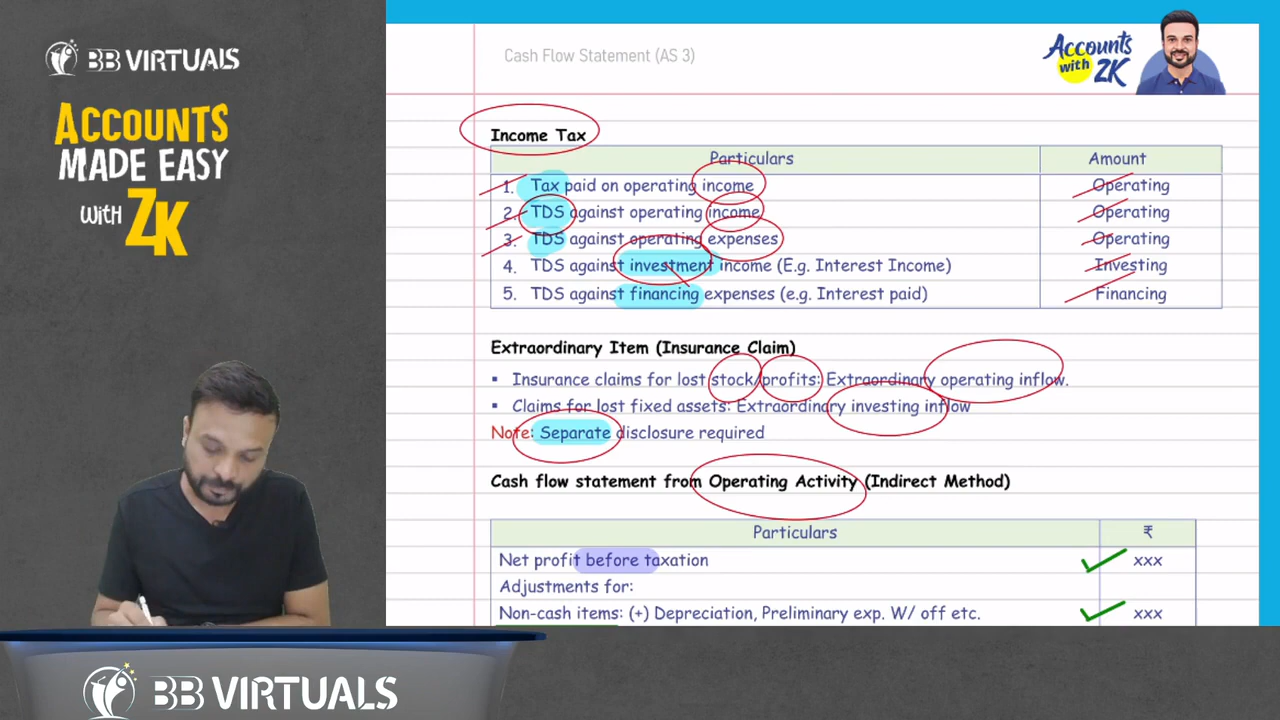 BB VIRTUALS
ACCOUNTS
MADE EASY
WITH ZK
Cash Flow Statement (AS 3)
Accounts
with ZK
Income Tax
Particulars Amount
1. Tax paid on operating income Operating
2. TDS against operating income Operating
3. TDS against operating expenses Operating
4. TDS against investment income (E.g. Interest Income) Investing
5. TDS against financing expenses (e.g. Interest paid) Financing
Extraordinary Item (Insurance Claim)
▪ Insurance claims for lost stock/profits: Extraordinary operating inflow.
▪ Claims for lost fixed assets: Extraordinary investing inflow
Note: Separate disclosure required
Cash flow statement from Operating Activity (Indirect Method)
Particulars ₹
Net profit before taxation xxx
Adjustments for:
Non-cash items: (+) Depreciation, Preliminary exp. W/ off etc. xxx
BB VIRTUALS